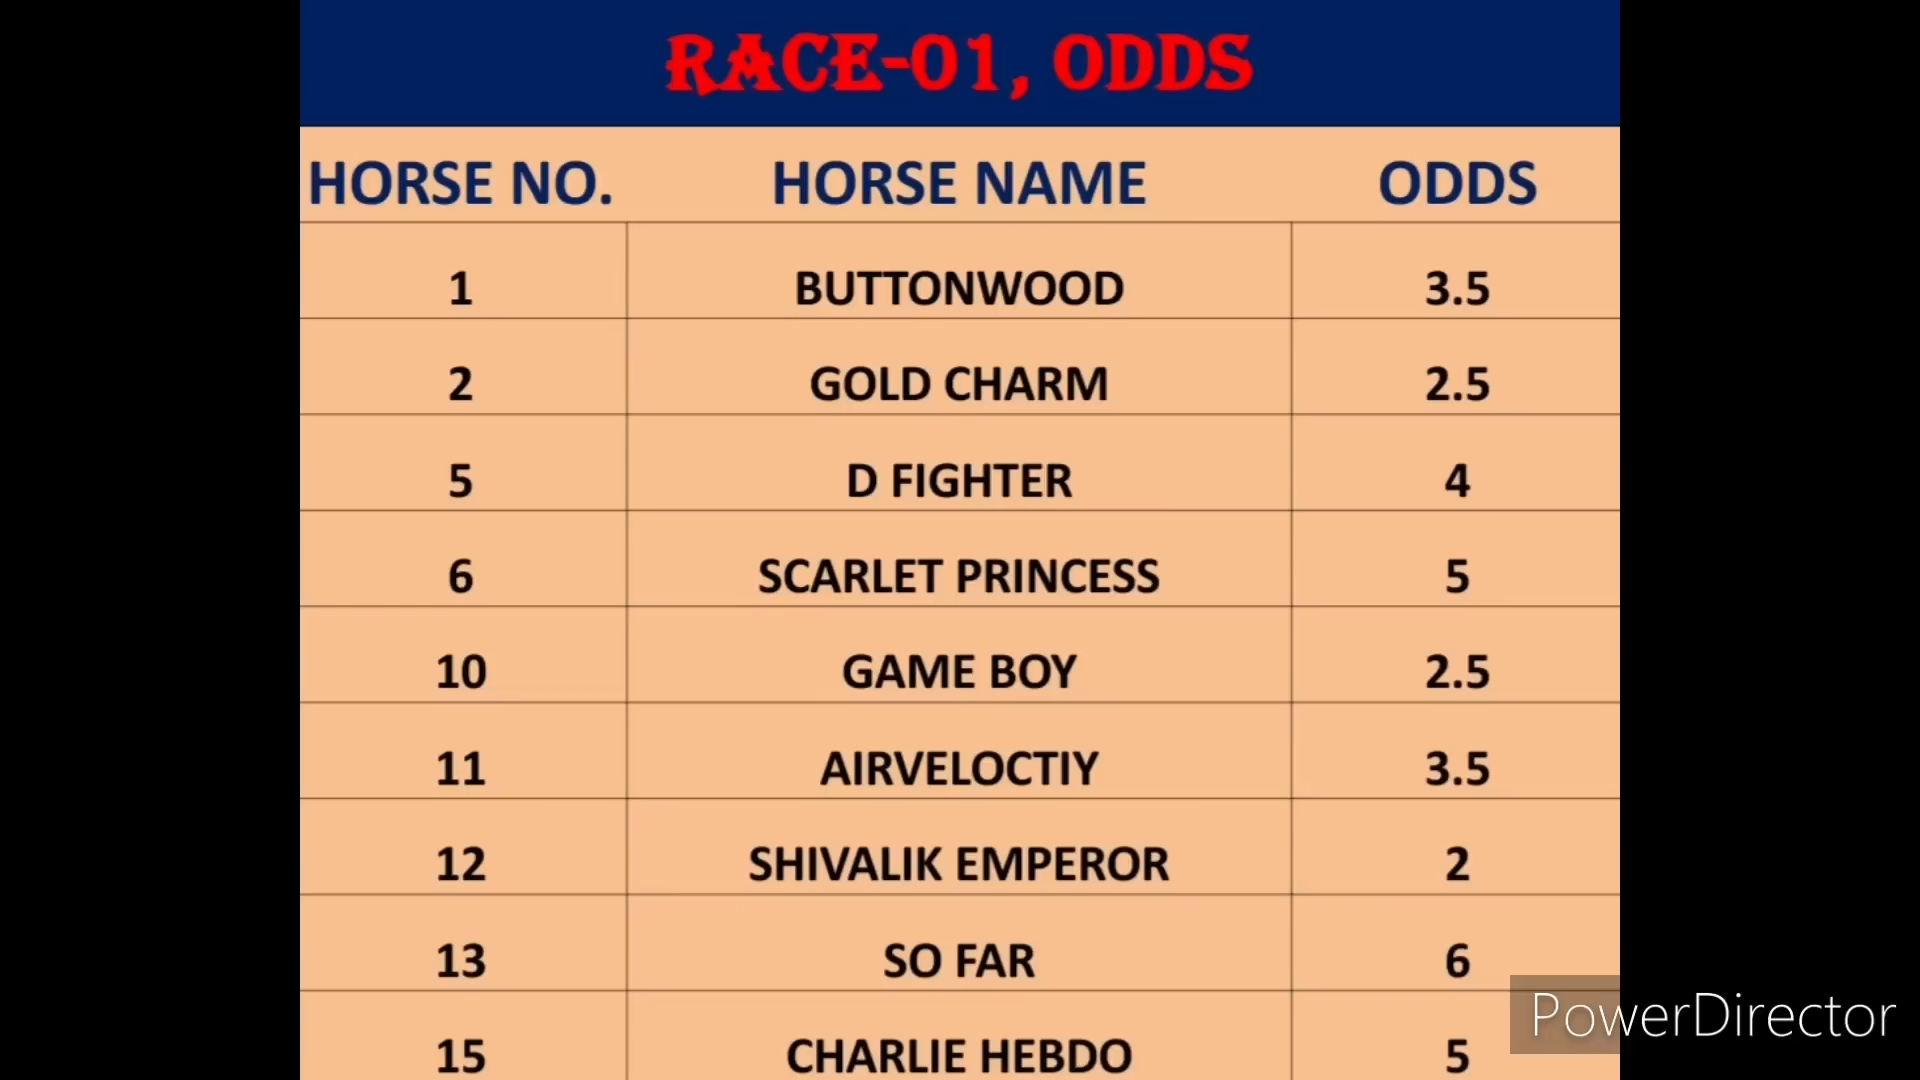 RACE-01, ODDS
HORSE NO. HORSE NAME ODDS
1 BUTTONWOOD 3.5
2 GOLD CHARM 2.5
5 D FIGHTER 4
6 SCARLET PRINCESS 5
10 GAME BOY 2.5
11 AIRVELOCTIY 3.5
12 SHIVALIK EMPEROR 2
13 SO FAR 6
15 CHARLIE HEBDO 5
PowerDirector